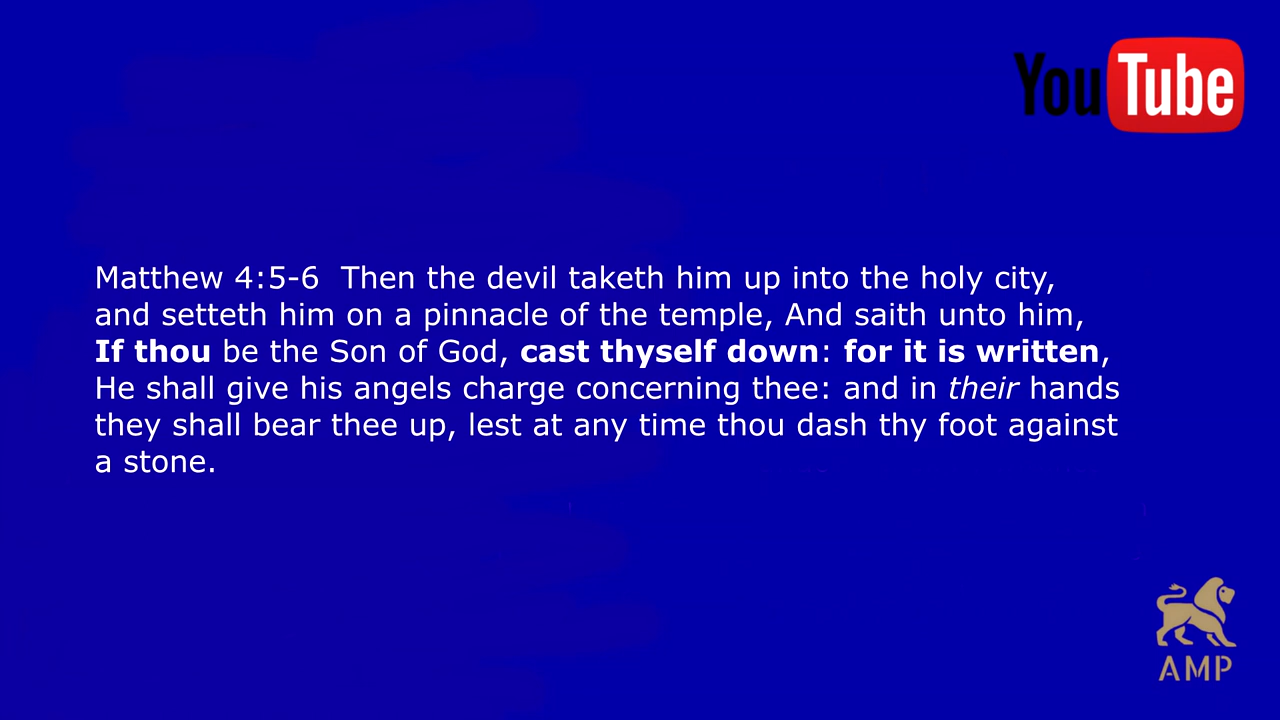 YouTube
Matthew 4:5-6  Then the devil taketh him up into the holy city,
and setteth him on a pinnacle of the temple, And saith unto him,
If thou be the Son of God, cast thyself down: for it is written,
He shall give his angels charge concerning thee: and in their hands
they shall bear thee up, lest at any time thou dash thy foot against
a stone.
AMP